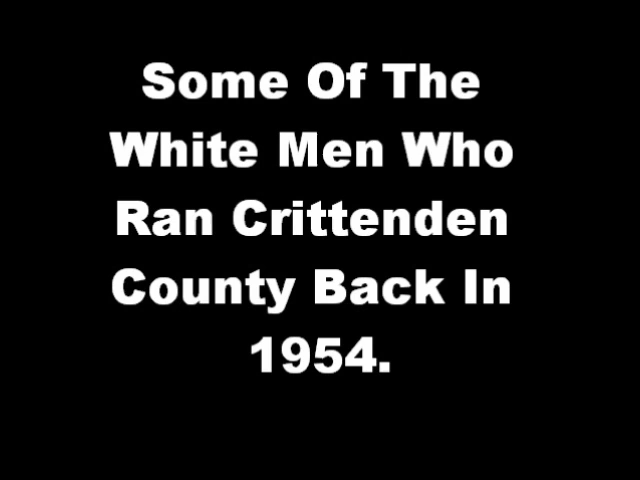 Some Of The
White Men Who
Ran Crittenden
County Back In
1954.